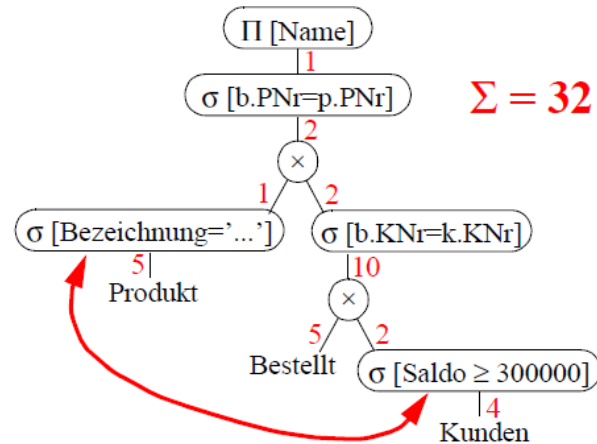 Π [Name]
1
σ [b.PNr=p.PNr]
Σ = 32
2
×
1 2
σ [Bezeichnung='...'] σ [b.KNr=k.KNr]
5 10
Produkt ×
5 2
Bestellt
σ [Saldo ≥ 300000]
4
Kunden